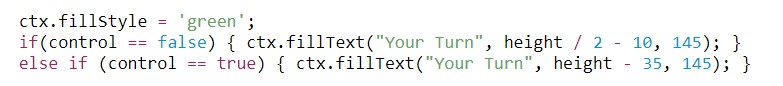 ctx.fillStyle = 'green';
if(control == false) { ctx.fillText("Your Turn", height / 2 - 10, 145); }
else if (control == true) { ctx.fillText("Your Turn", height - 35, 145); }